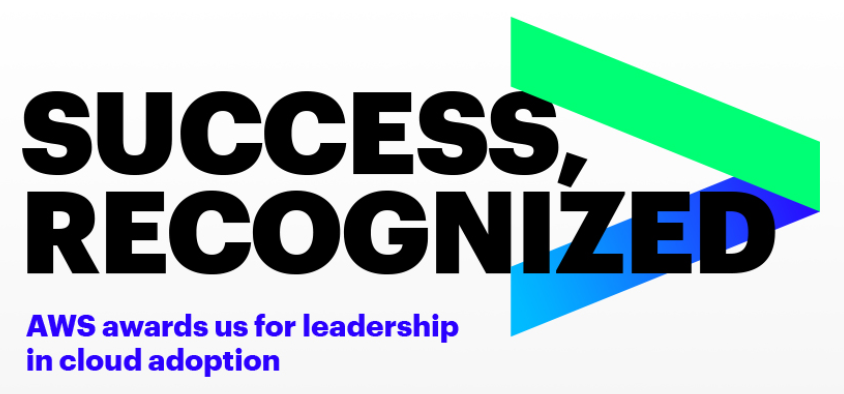 SUCCESS,
RECOGNIZED
AWS awards us for leadership
in cloud adoption